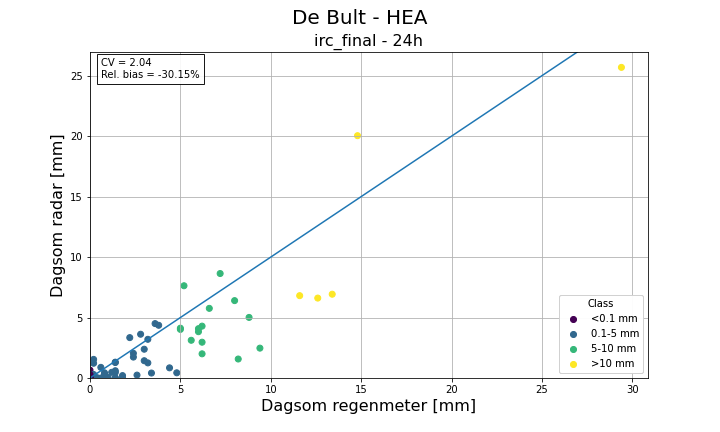 De Bult - HEA
irc_final - 24h
CV = 2.04
Rel. bias = -30.15%
Dagsom radar [mm]
25
20
15
10
5
0
0 5 10 15 20 25 30
Dagsom regenmeter [mm]
Class
<0.1 mm
0.1-5 mm
5-10 mm
>10 mm